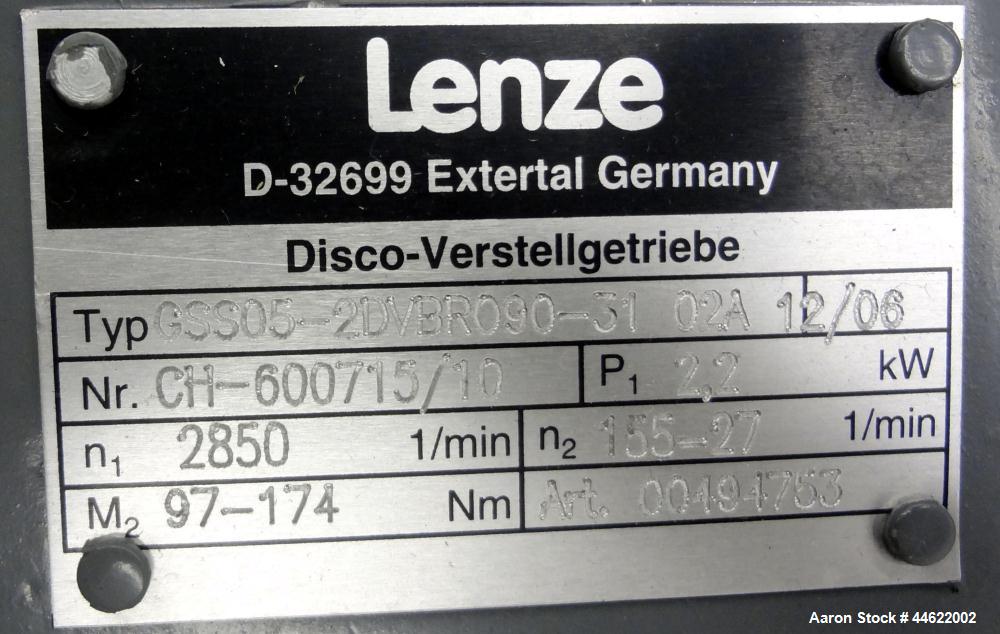 Lenze
D-32699 Extertal Germany
Disco-Verstellgetriebe
Typ GSS05-2DVBR090-31 02A 12/06
Nr. CH-600715/10 P1 2,2 kW
n1 2850 1/min n2 155-27 1/min
M2 97-174 Nm Art. 00494753
Aaron Stock # 44622002